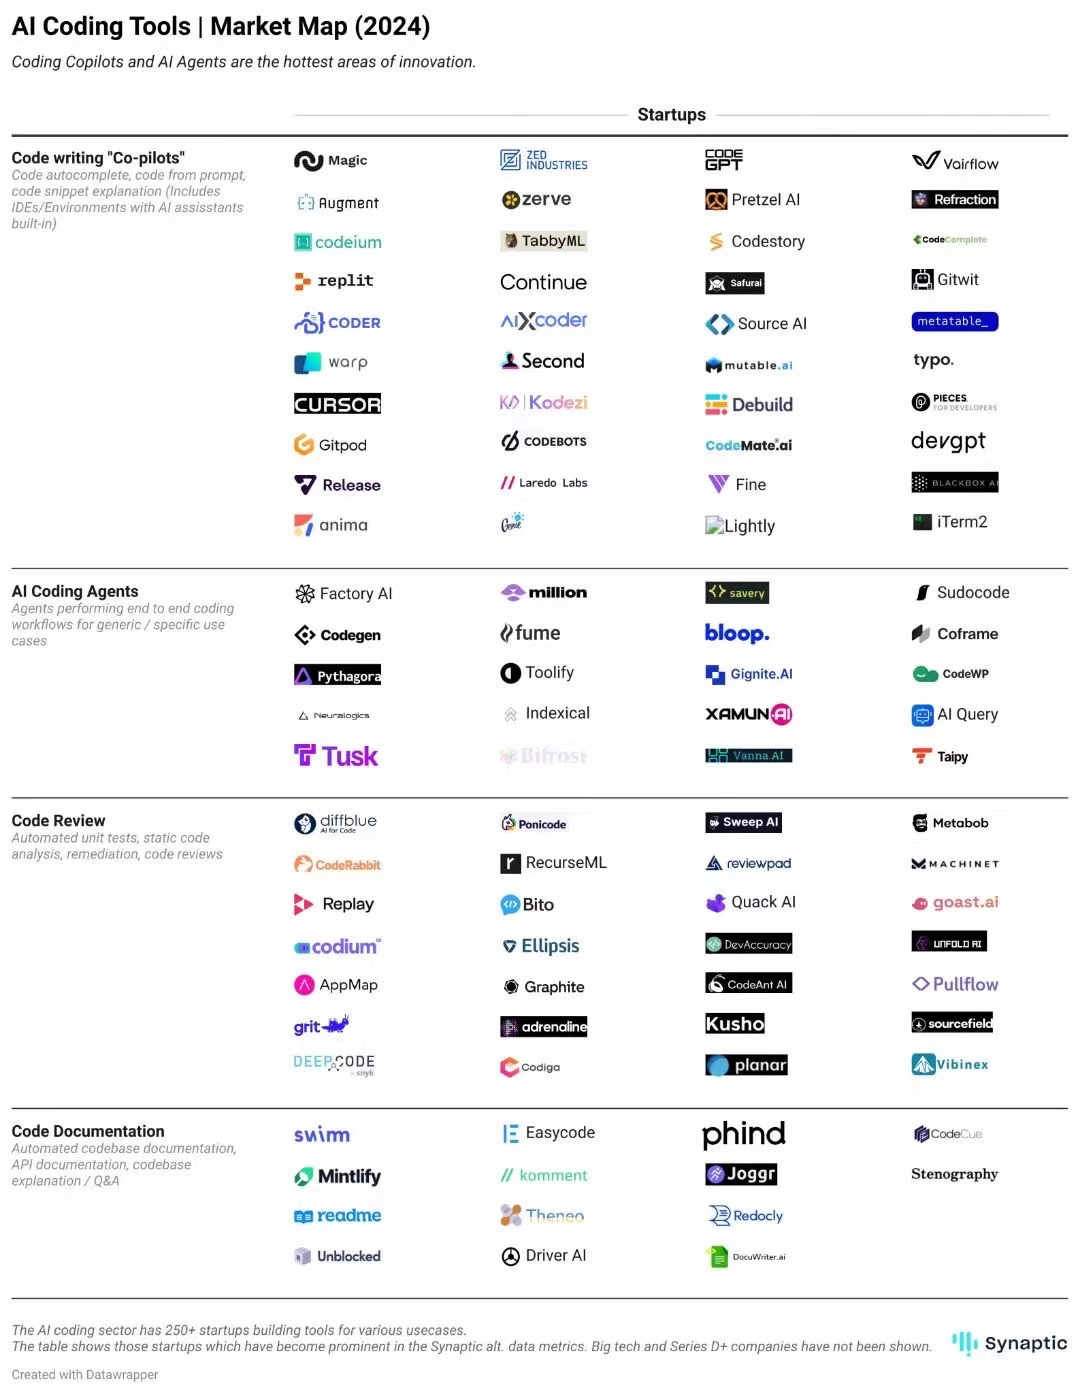 AI Coding Tools | Market Map (2024)
Coding Copilots and AI Agents are the hottest areas of innovation.
Startups
Code writing "Co-pilots"
Code autocomplete, code from prompt,
code snippet explanation (Includes
IDEs/Environments with AI assisstants
built-in)
Magic
ZED
INDUSTRIES
CODE
GPT
Vairflow
Augment
zerve
Pretzel AI
Refraction
codeium
TabbyML
Codestory
CodeComplete
replit
Continue
Safurai
Gitwit
CODER
AIXcoder
Source AI
metatable_
warp
Second
mutable.ai
typo.
CURSOR
K/> | Kodezi
Debuild
PIECES
FOR DEVELOPERS
Gitpod
CODEBOTS
CodeMate.ai
devgpt
Release
// Laredo Labs
Fine
BLACKBOX AI
anima
Genie
Lightly
iTerm2
AI Coding Agents
Agents performing end to end coding
workflows for generic / specific use
cases
Factory AI
million
savery
Sudocode
Codegen
fume
bloop.
Coframe
Pythagora
Toolify
Gignite.AI
CodeWP
Neuralogics
Indexical
XAMUN AI
AI Query
Tusk
Bifrost
Vanna.AI
Taipy
Code Review
Automated unit tests, static code
analysis, remediation, code reviews
diffblue
AI for Code
Ponicode
Sweep AI
Metabob
CodeRabbit
r RecurseML
reviewpad
MACHINET
Replay
Bito
Quack AI
goast.ai
codium ai
Ellipsis
DevAccuracy
UNFOLD AI
AppMap
Graphite
CodeAnt AI
Pullflow
grit
adrenaline
Kusho
sourcefield
DEEPCODE
by snyk
Codiga
planar
Vibinex
Code Documentation
Automated codebase documentation,
API documentation, codebase
explanation / Q&A
swimm
Easycode
phind
CodeCue
Mintlify
// komment
Joggr
Stenography
readme
Theneo
Redocly
Unblocked
Driver AI
DocuWriter.ai
The AI coding sector has 250+ startups building tools for various usecases.
The table shows those startups which have become prominent in the Synaptic alt. data metrics. Big tech and Series D+ companies have not been shown.
Synaptic
Created with Datawrapper